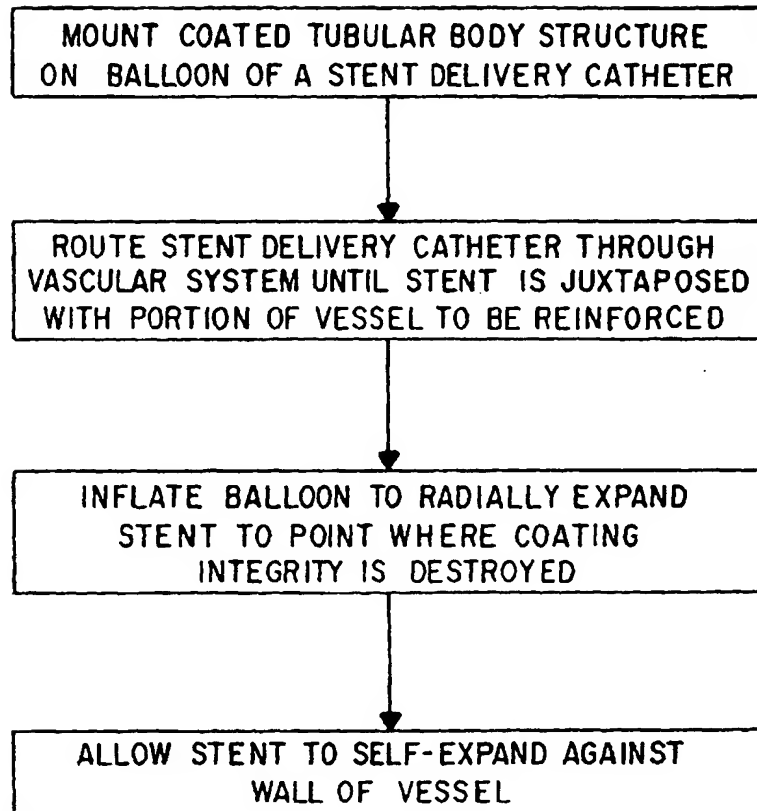 MOUNT COATED TUBULAR BODY STRUCTURE
ON BALLOON OF A STENT DELIVERY CATHETER
ROUTE STENT DELIVERY CATHETER THROUGH
VASCULAR SYSTEM UNTIL STENT IS JUXTAPOSED
WITH PORTION OF VESSEL TO BE REINFORCED
INFLATE BALLOON TO RADIALLY EXPAND
STENT TO POINT WHERE COATING
INTEGRITY IS DESTROYED
ALLOW STENT TO SELF-EXPAND AGAINST
WALL OF VESSEL